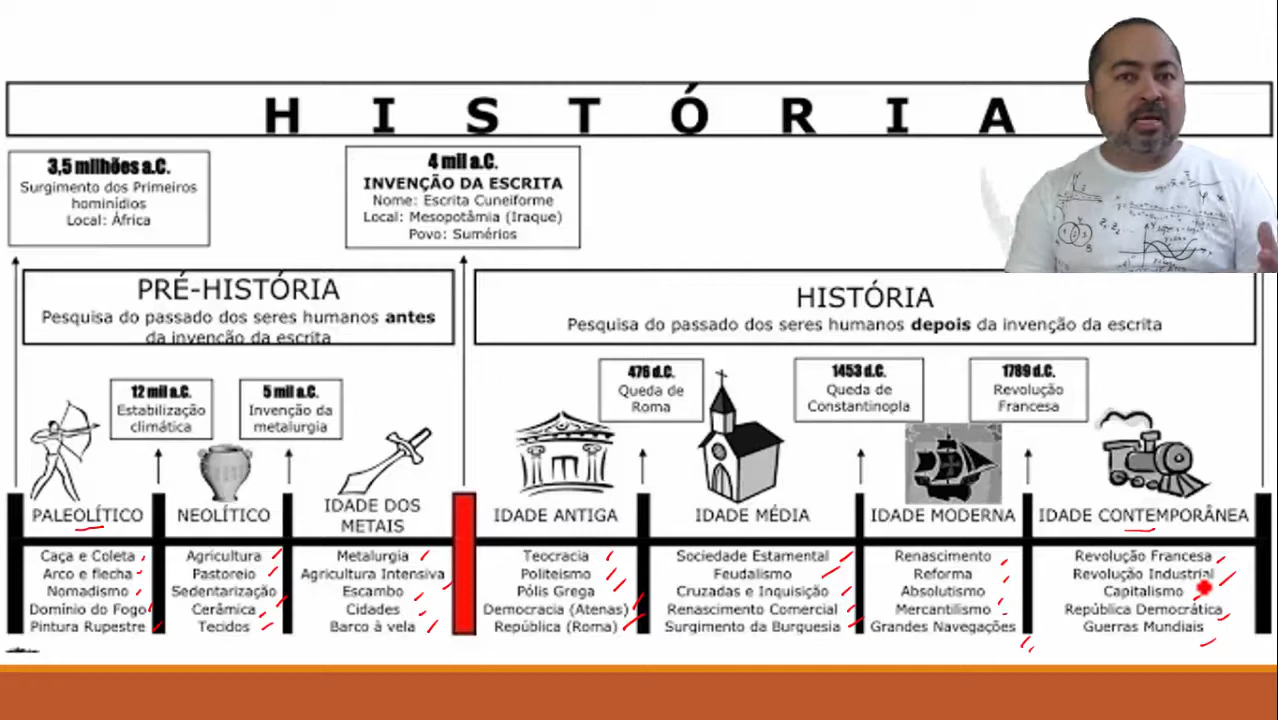 HISTÓRIA
3,5 milhões a.C.
Surgimento dos Primeiros
hominídios
Local: África
4 mil a.C.
INVENÇÃO DA ESCRITA
Nome: Escrita Cuneiforme
Local: Mesopotâmia (Iraque)
Povo: Sumérios
PRÉ-HISTÓRIA
Pesquisa do passado dos seres humanos antes
da invenção da escrita
HISTÓRIA
Pesquisa do passado dos seres humanos depois da invenção da escrita
12 mil a.C.
Estabilização
climática
5 mil a.C.
Invenção da
metalurgia
476 d.C.
Queda de
Roma
1453 d.C.
Queda de
Constantinopla
1789 d.C.
Revolução
Francesa
PALEOLÍTICO
Caça e Coleta
Arco e flecha
Nomadismo
Domínio do Fogo
Pintura Rupestre
NEOLÍTICO
Agricultura
Pastoreio
Sedentarização
Cerâmica
Tecidos
IDADE DOS
METAIS
Metalurgia
Agricultura Intensiva
Escambo
Cidades
Barco à vela
IDADE ANTIGA
Teocracia
Politeísmo
Pólis Grega
Democracia (Atenas)
República (Roma)
IDADE MÉDIA
Sociedade Estamental
Feudalismo
Cruzadas e Inquisição
Renascimento Comercial
Surgimento da Burguesia
IDADE MODERNA
Renascimento
Reforma
Absolutismo
Mercantilismo
Grandes Navegações
IDADE CONTEMPORÂNEA
Revolução Francesa
Revolução Industrial
Capitalismo
República Democrática
Guerras Mundiais